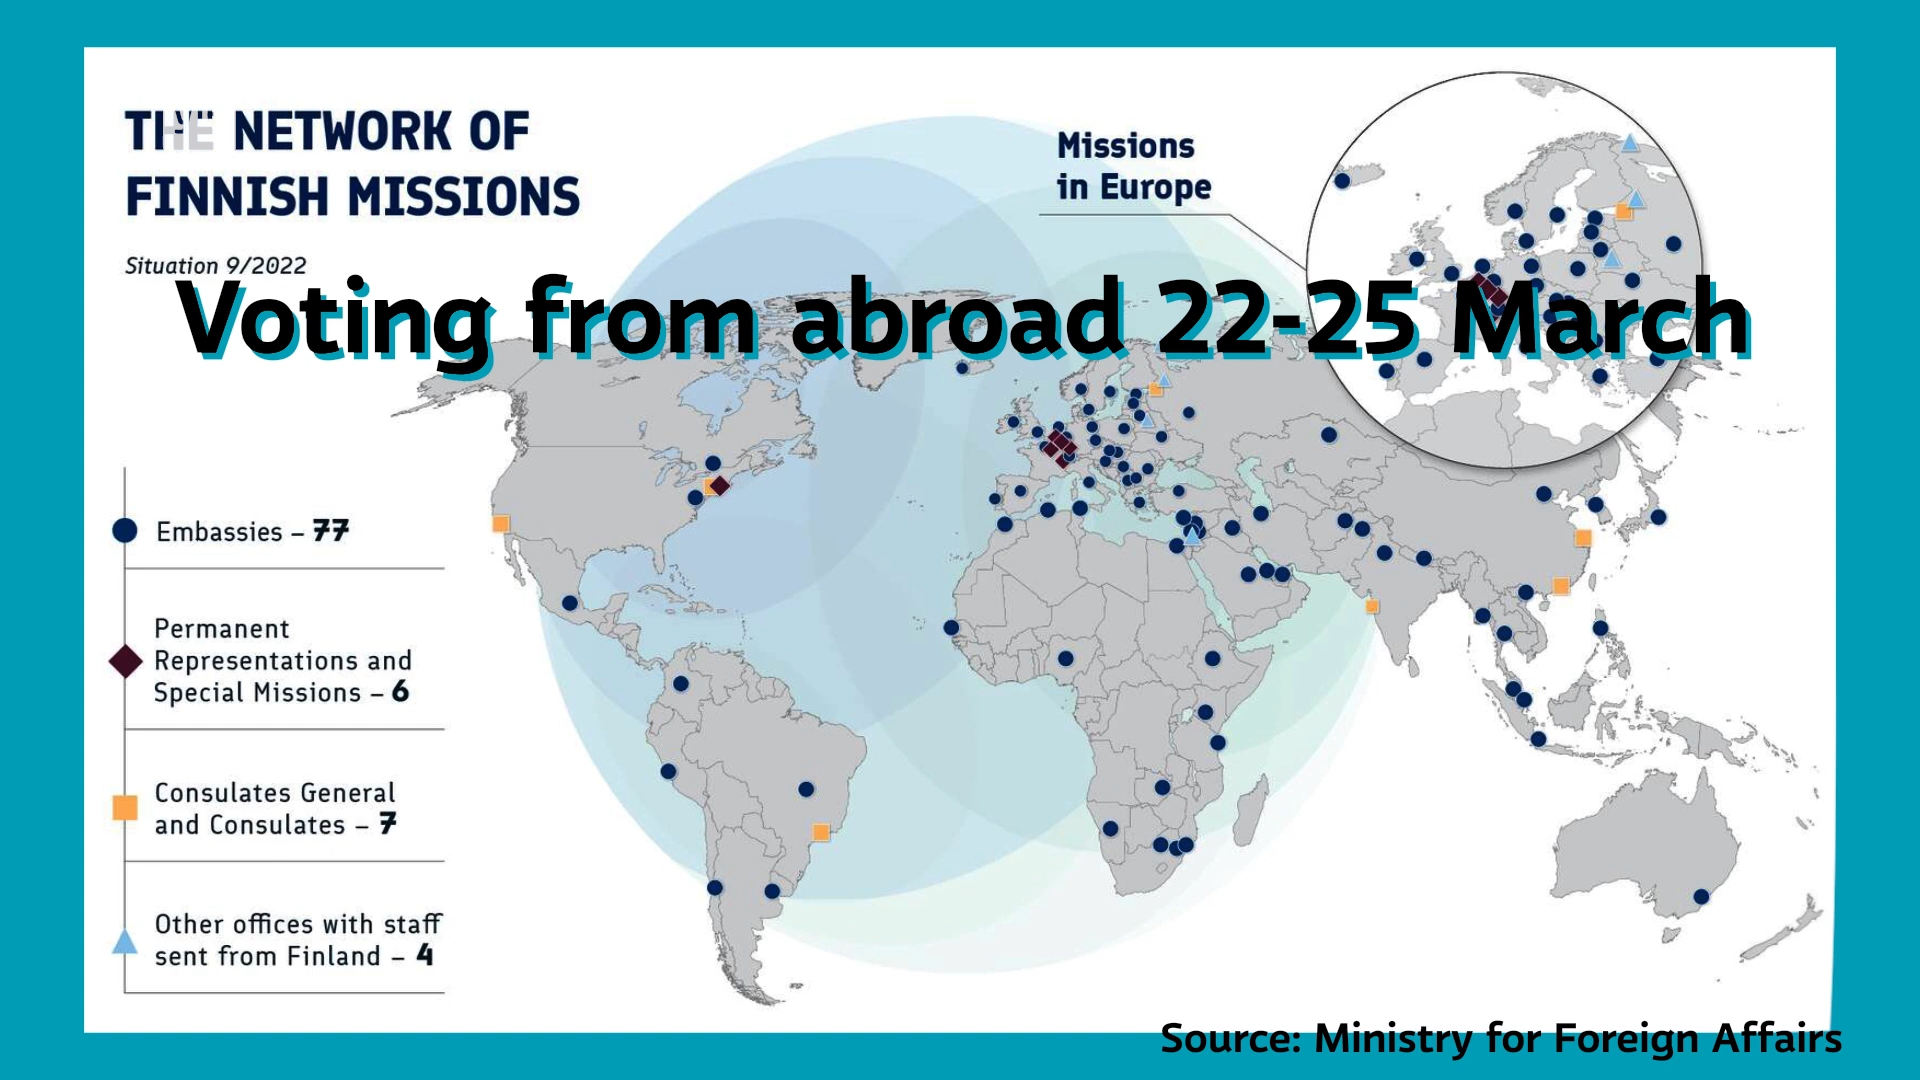 THE NETWORK OF
FINNISH MISSIONS
Situation 9/2022
Missions
in Europe
Voting from abroad 22-25 March
Embassies – 77
Permanent
Representations and
Special Missions – 6
Consulates General
and Consulates – 7
Other offices with staff
sent from Finland – 4
Source: Ministry for Foreign Affairs